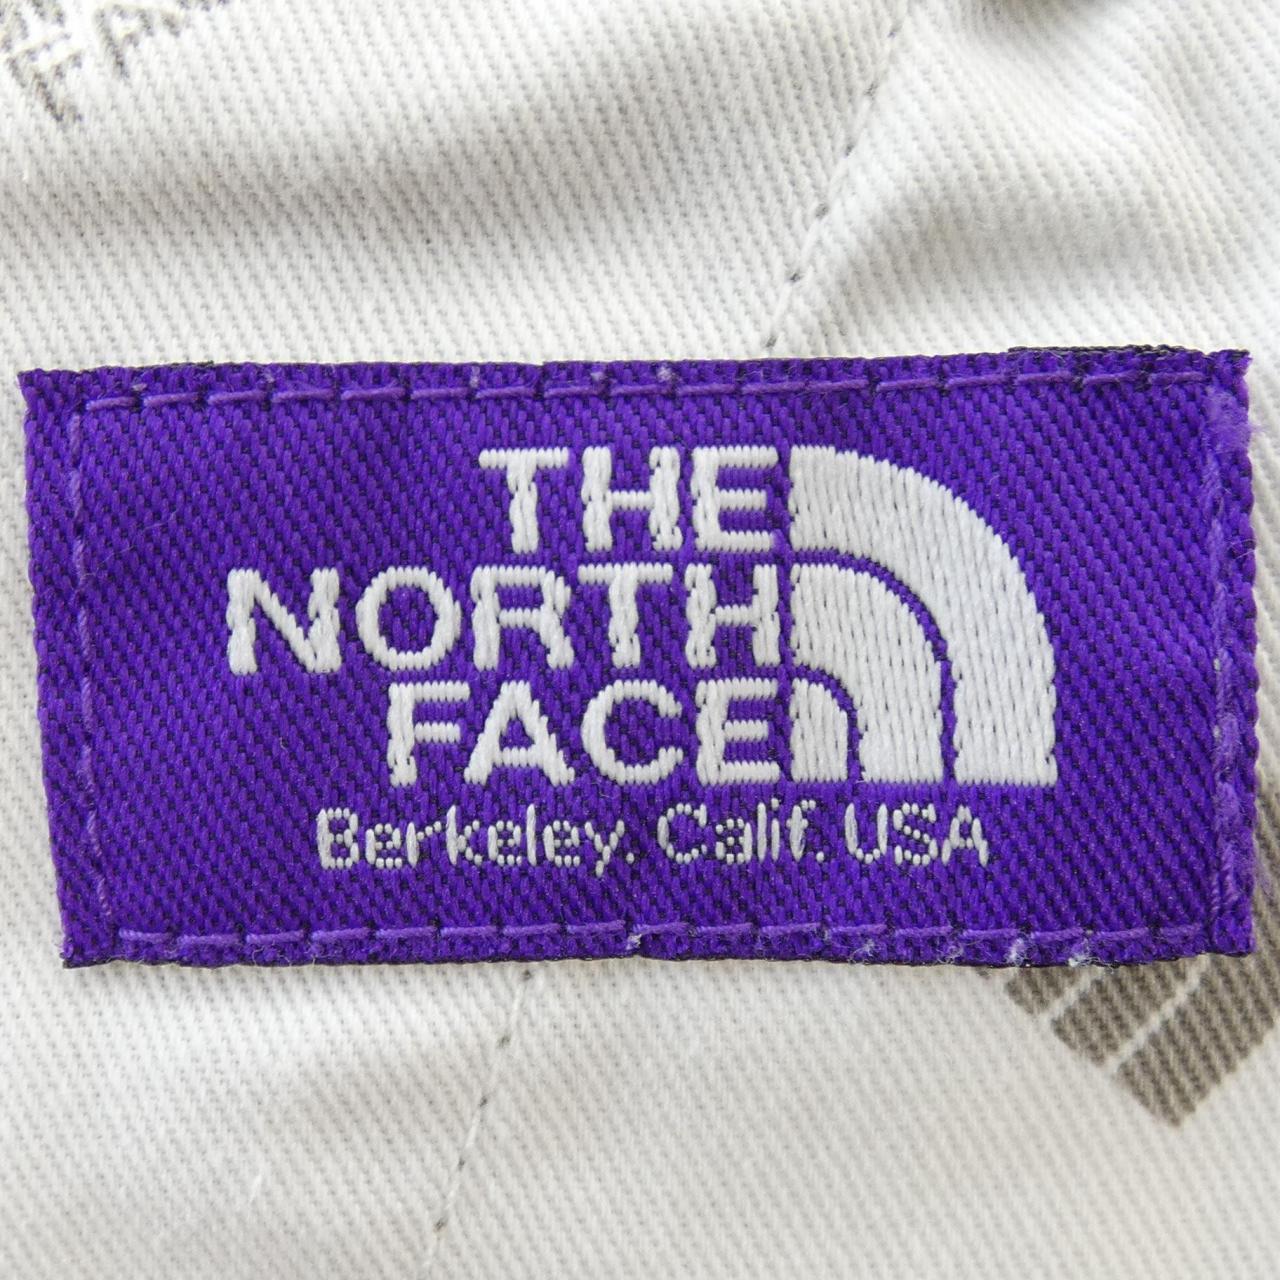 THE
NORTH
FACE
Berkeley. Calif. USA